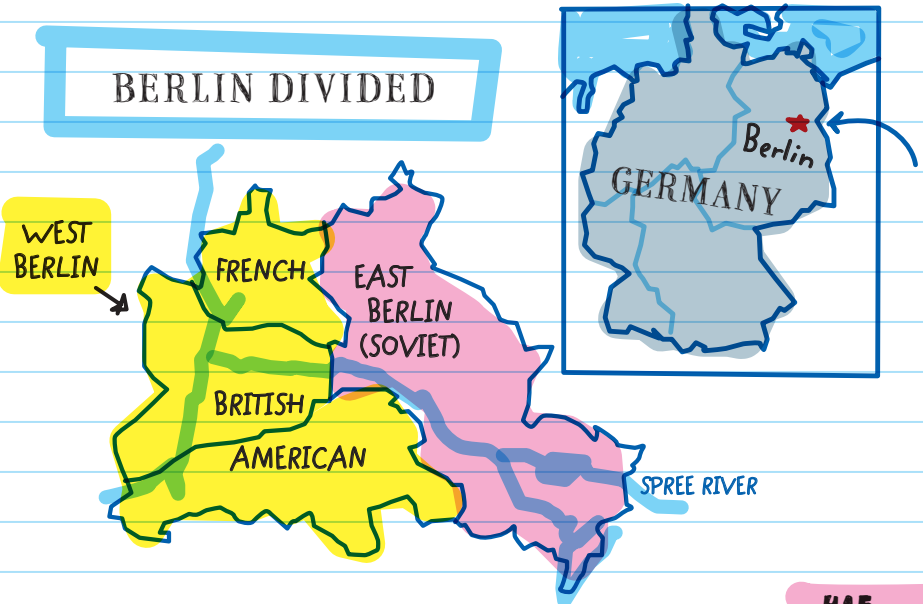 BERLIN DIVIDED
WEST
BERLIN
FRENCH
EAST
BERLIN
(SOVIET)
BRITISH
AMERICAN
SPREE RIVER
Berlin
GERMANY